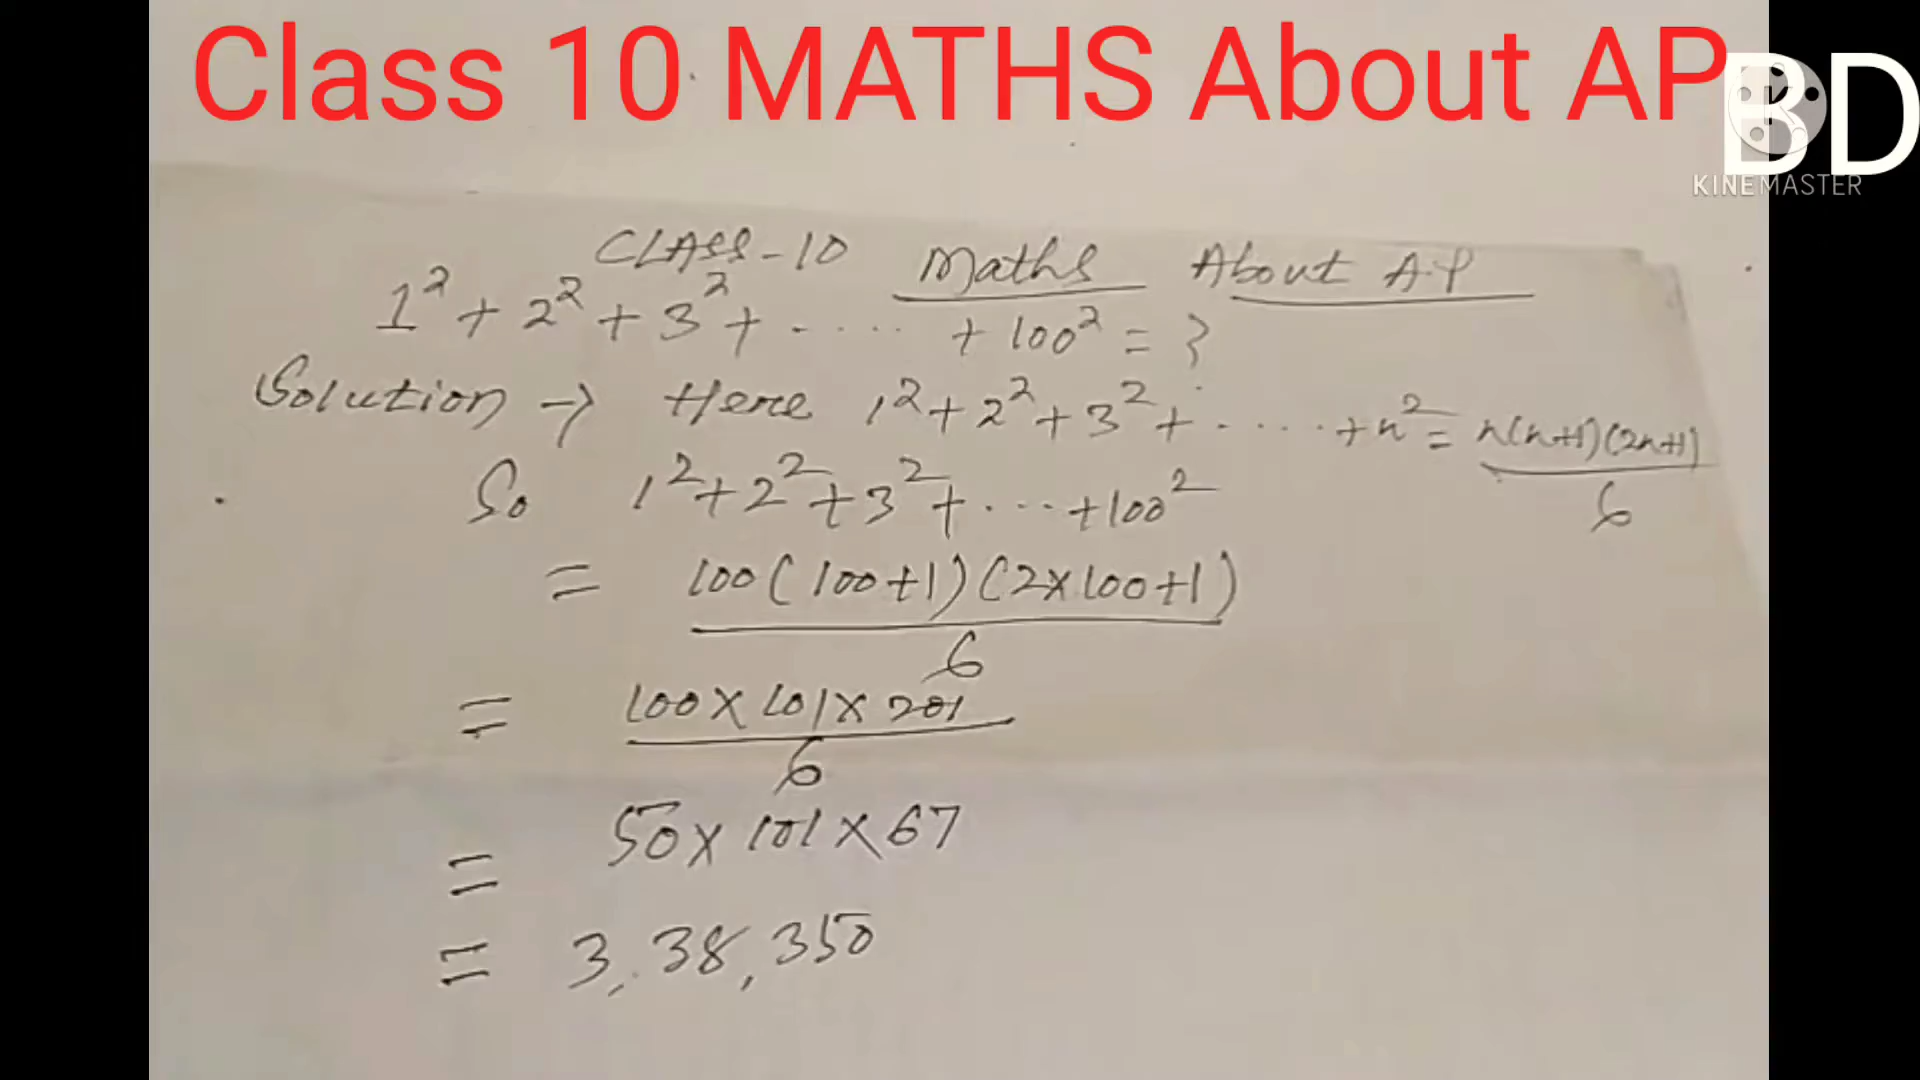 Class 10 MATHS About AP
BD
KINEMASTER
CLASS-10 Maths About A.P
1² + 2² + 3² + ..... + 100² = ?
Solution → Here 1² + 2² + 3² + ..... + n² = n(n+1)(2n+1)
6
So 1² + 2² + 3² + .... + 100²
= 100(100+1)(2×100+1)
6
= 100×101×201
6
= 50×101×67
= 3,38,350